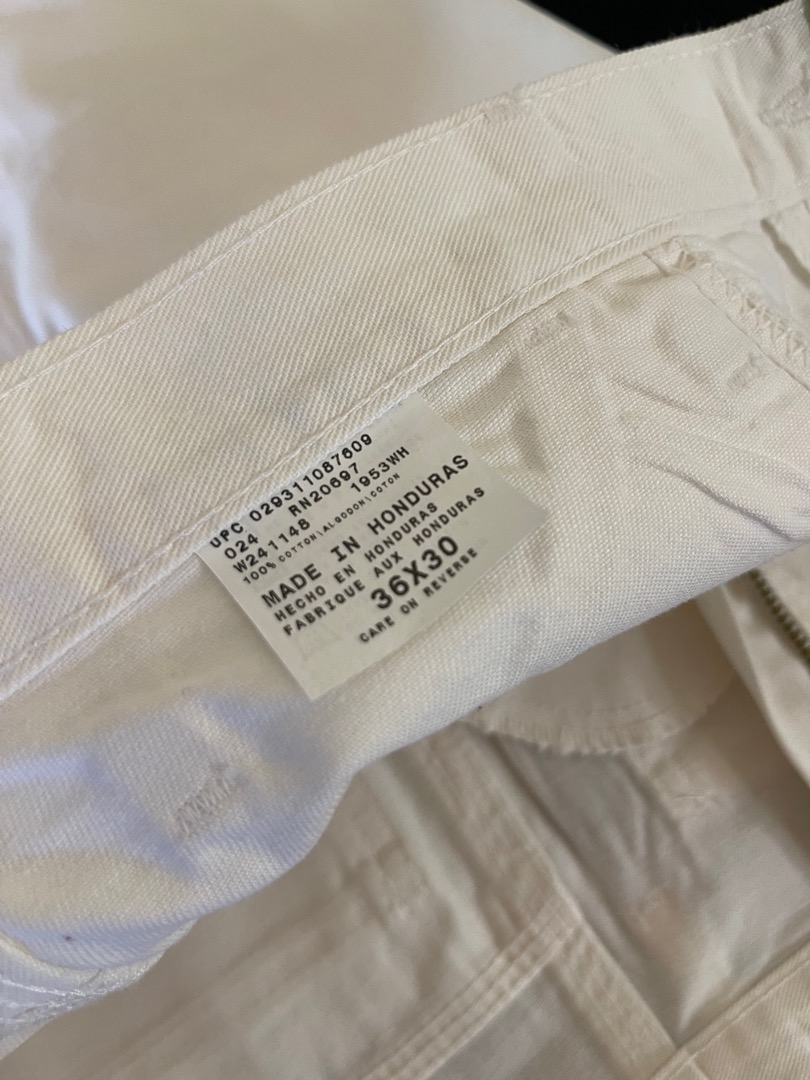 UPC 029311087609
024 RN20697
W241148 1953WH
100% COTTON\ALGODON\COTON
MADE IN HONDURAS
HECHO EN HONDURAS
FABRIQUE AUX HONDURAS
36X30
CARE ON REVERSE